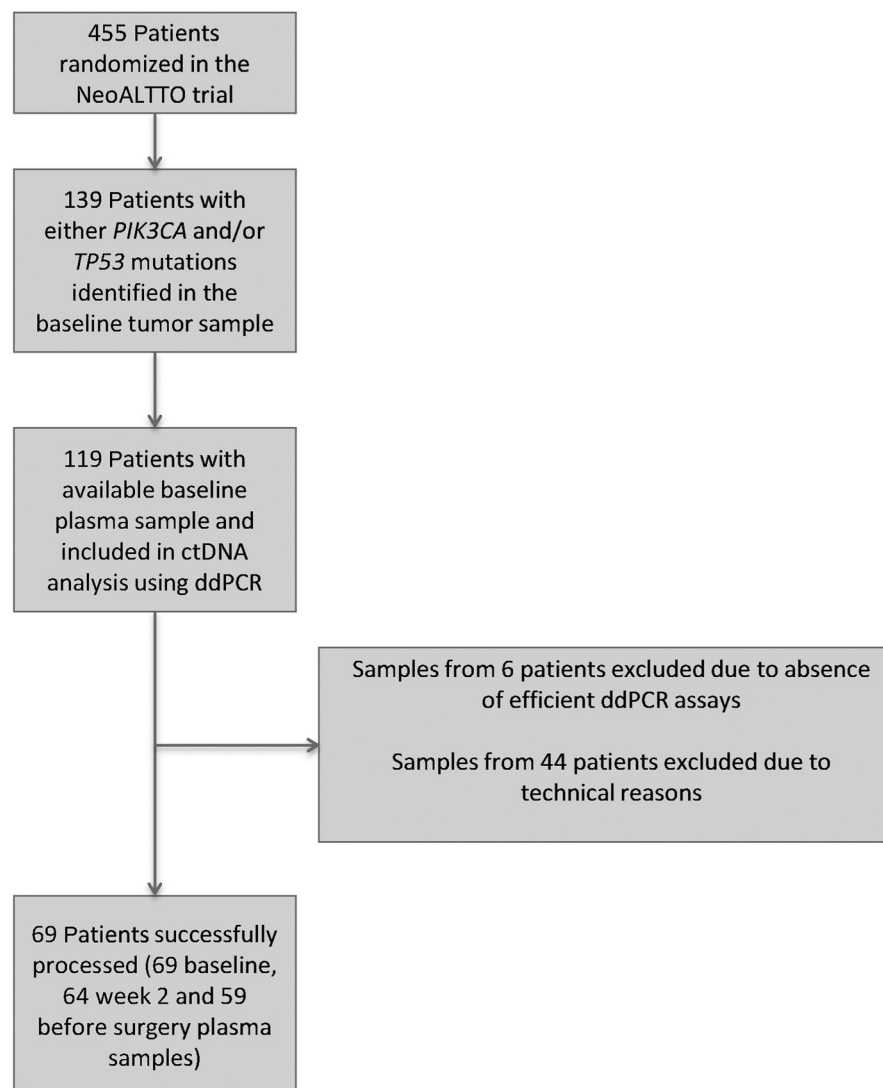 455 Patients
randomized in the
NeoALTTO trial
139 Patients with
either PIK3CA and/or
TP53 mutations
identified in the
baseline tumor sample
119 Patients with
available baseline
plasma sample and
included in ctDNA
analysis using ddPCR
Samples from 6 patients excluded due to absence
of efficient ddPCR assays
Samples from 44 patients excluded due to
technical reasons
69 Patients successfully
processed (69 baseline,
64 week 2 and 59
before surgery plasma
samples)